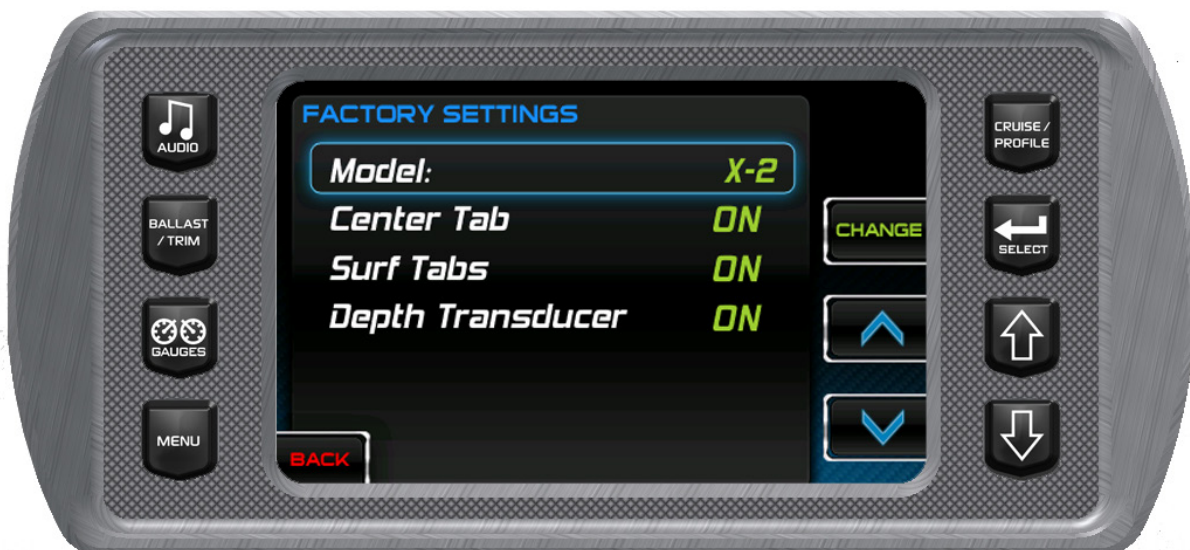 AUDIO
BALLAST
/ TRIM
GAUGES
MENU
FACTORY SETTINGS
Model: X-2
Center Tab ON
Surf Tabs ON
Depth Transducer ON
BACK
CHANGE
CRUISE /
PROFILE
SELECT